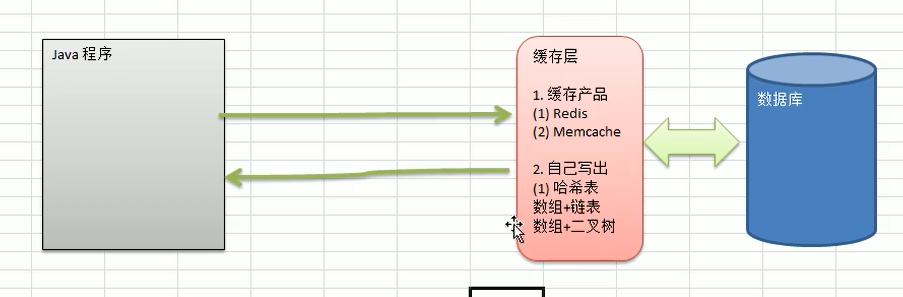 Java 程序
缓存层
1. 缓存产品
(1) Redis
(2) Memcache
2. 自己写出
(1) 哈希表
数组+链表
数组+二叉树
数据库